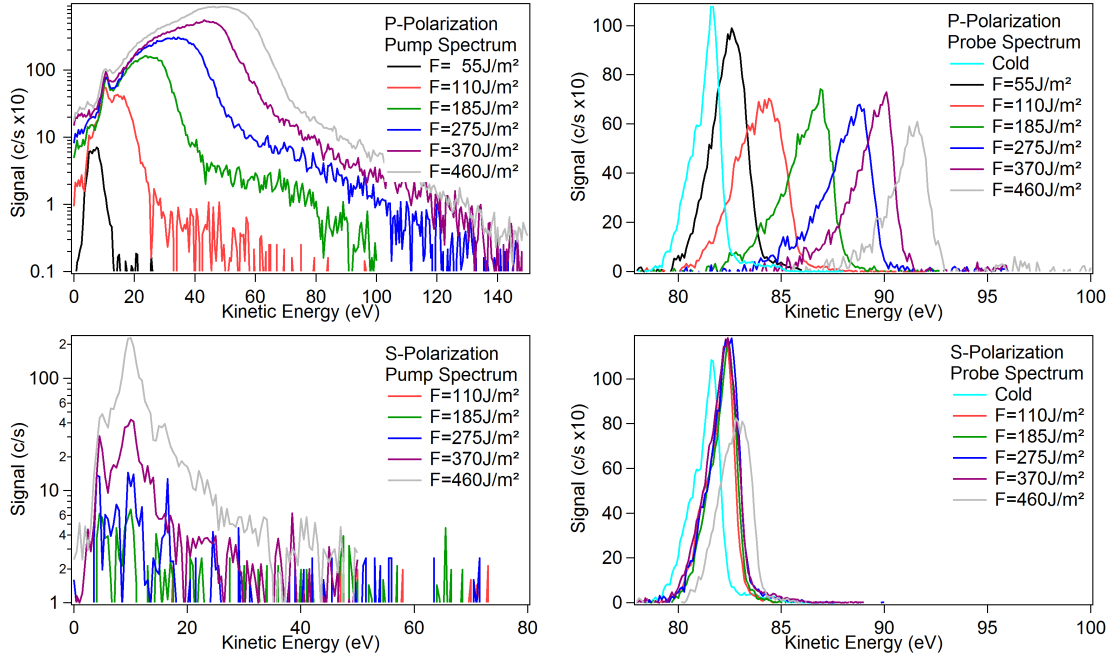 P-Polarization
Pump Spectrum
F= 55J/m²
F=110J/m²
F=185J/m²
F=275J/m²
F=370J/m²
F=460J/m²
Signal (c/s x10)
100
10
1
0.1
0 20 40 60 80 100 120 140
Kinetic Energy (eV)
P-Polarization
Probe Spectrum
Cold
F=55J/m²
F=110J/m²
F=185J/m²
F=275J/m²
F=370J/m²
F=460J/m²
Signal (c/s x10)
100
80
60
40
20
0
80 85 90 95 100
Kinetic Energy (eV)
S-Polarization
Pump Spectrum
F=110J/m²
F=185J/m²
F=275J/m²
F=370J/m²
F=460J/m²
Signal (c/s)
2
100
6
4
2
10
6
4
2
1
0 20 40 60 80
Kinetic Energy (eV)
S-Polarization
Probe Spectrum
Cold
F=110J/m²
F=185J/m²
F=275J/m²
F=370J/m²
F=460J/m²
Signal (c/s x10)
100
80
60
40
20
0
80 85 90 95 100
Kinetic Energy (eV)